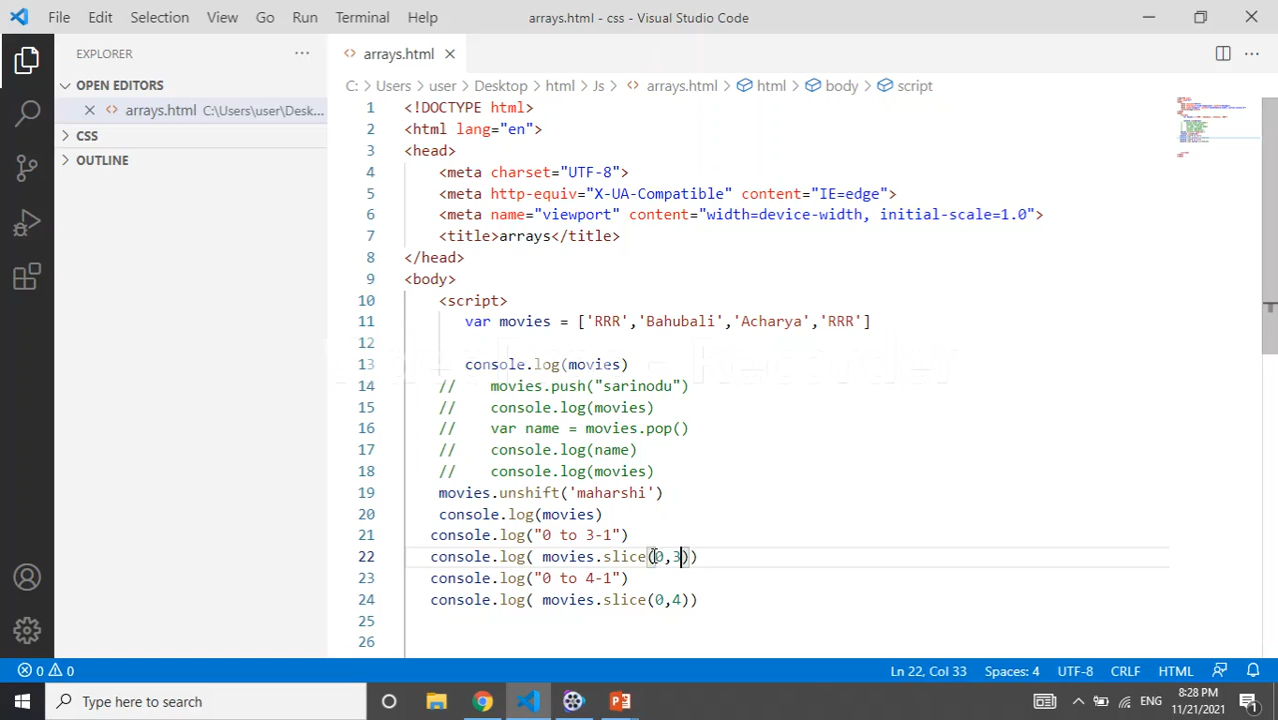 File Edit Selection View Go Run Terminal Help arrays.html - css - Visual Studio Code
EXPLORER
arrays.html
OPEN EDITORS
C: > Users > user > Desktop > html > Js > arrays.html > html > body > script
arrays.html C:\Users\user\Desk...
CSS
OUTLINE
1 <!DOCTYPE html>
2 <html lang="en">
3 <head>
4 <meta charset="UTF-8">
5 <meta http-equiv="X-UA-Compatible" content="IE=edge">
6 <meta name="viewport" content="width=device-width, initial-scale=1.0">
7 <title>arrays</title>
8 </head>
9 <body>
10 <script>
11 var movies = ['RRR','Bahubali','Acharya','RRR']
12
13 console.log(movies)
14 // movies.push("sarinodu")
15 // console.log(movies)
16 // var name = movies.pop()
17 // console.log(name)
18 // console.log(movies)
19 movies.unshift('maharshi')
20 console.log(movies)
21 console.log("0 to 3-1")
22 console.log( movies.slice(0,3))
23 console.log("0 to 4-1")
24 console.log( movies.slice(0,4))
25
26
Recorder
0 0 Ln 22, Col 33 Spaces: 4 UTF-8 CRLF HTML
Type here to search
ENG
8:28 PM
11/21/2021
1